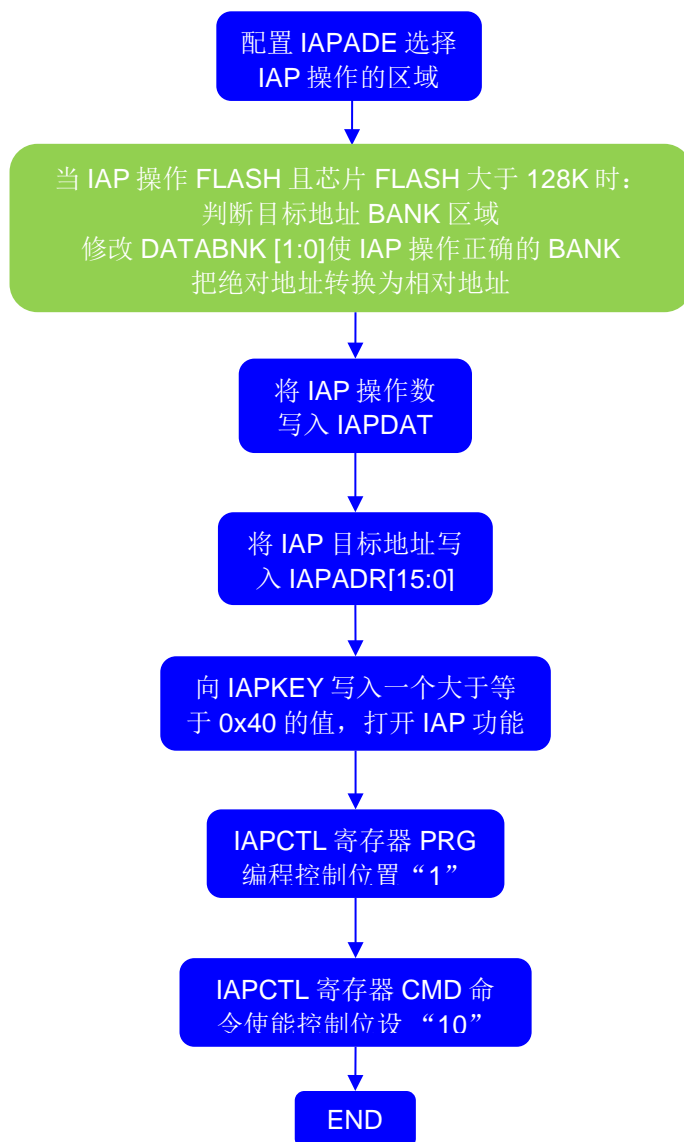 配置 IAPADE 选择
IAP 操作的区域
当 IAP 操作 FLASH 且芯片 FLASH 大于 128K 时：
判断目标地址 BANK 区域
修改 DATABNK [1:0]使 IAP 操作正确的 BANK
把绝对地址转换为相对地址
将 IAP 操作数
写入 IAPDAT
将 IAP 目标地址写
入 IAPADR[15:0]
向 IAPKEY 写入一个大于等
于 0x40 的值，打开 IAP 功能
IAPCTL 寄存器 PRG
编程控制位置“1”
IAPCTL 寄存器 CMD 命
令使能控制位设 “10”
END